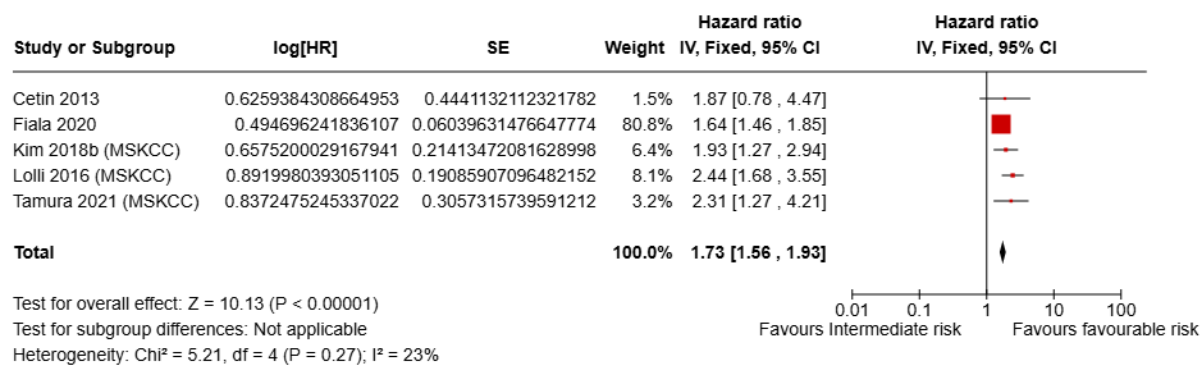 Hazard ratio Hazard ratio
Study or Subgroup log[HR] SE Weight IV, Fixed, 95% CI IV, Fixed, 95% CI
Cetin 2013 0.6259384308664953 0.4441132112321782 1.5% 1.87 [0.78 , 4.47]
Fiala 2020 0.494696241836107 0.06039631476647774 80.8% 1.64 [1.46 , 1.85]
Kim 2018b (MSKCC) 0.6575200029167941 0.21413472081628998 6.4% 1.93 [1.27 , 2.94]
Lolli 2016 (MSKCC) 0.8919980393051105 0.19085907096482152 8.1% 2.44 [1.68 , 3.55]
Tamura 2021 (MSKCC) 0.8372475245337022 0.3057315739591212 3.2% 2.31 [1.27 , 4.21]
Total 100.0% 1.73 [1.56 , 1.93]
Test for overall effect: Z = 10.13 (P < 0.00001)
Test for subgroup differences: Not applicable
Heterogeneity: Chi² = 5.21, df = 4 (P = 0.27); I² = 23%
0.01 0.1 1 10 100
Favours Intermediate risk Favours favourable risk